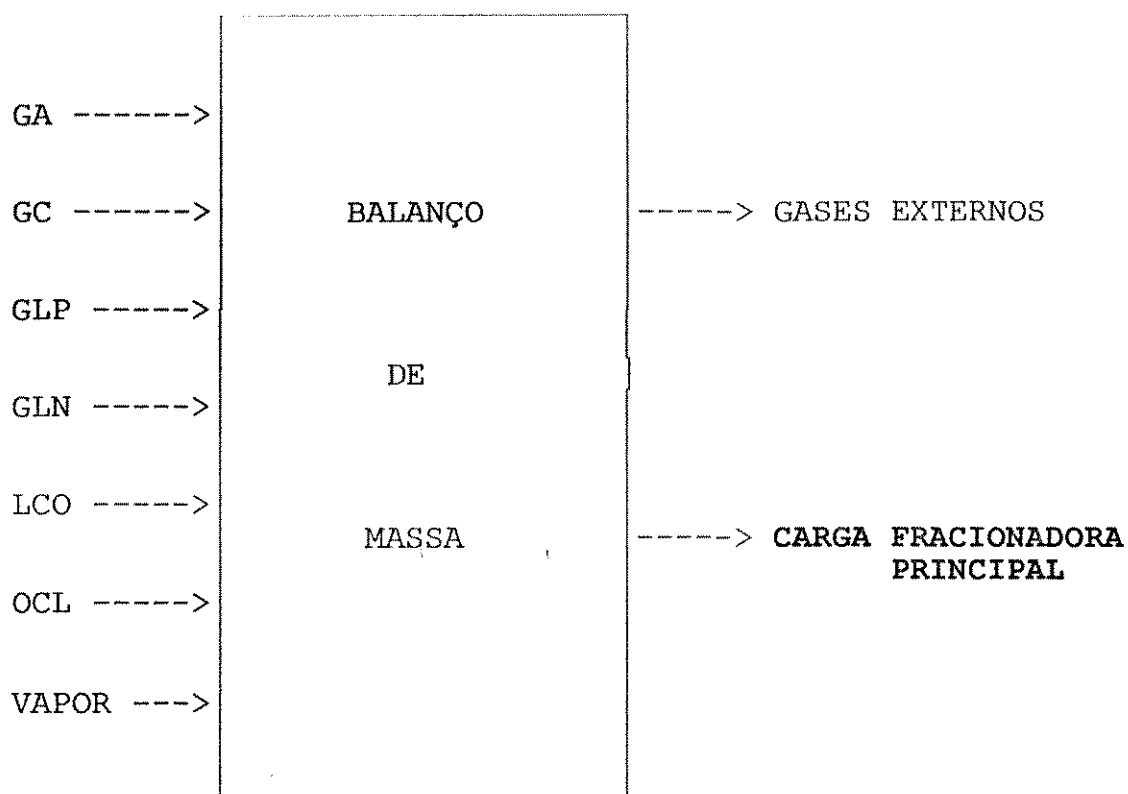 GA ------>
GC ------> BALANÇO -----> GASES EXTERNOS
GLP ----->
DE
GLN ----->
LCO ----->
MASSA -----> CARGA FRACIONADORA
PRINCIPAL
OCL ----->
VAPOR --->